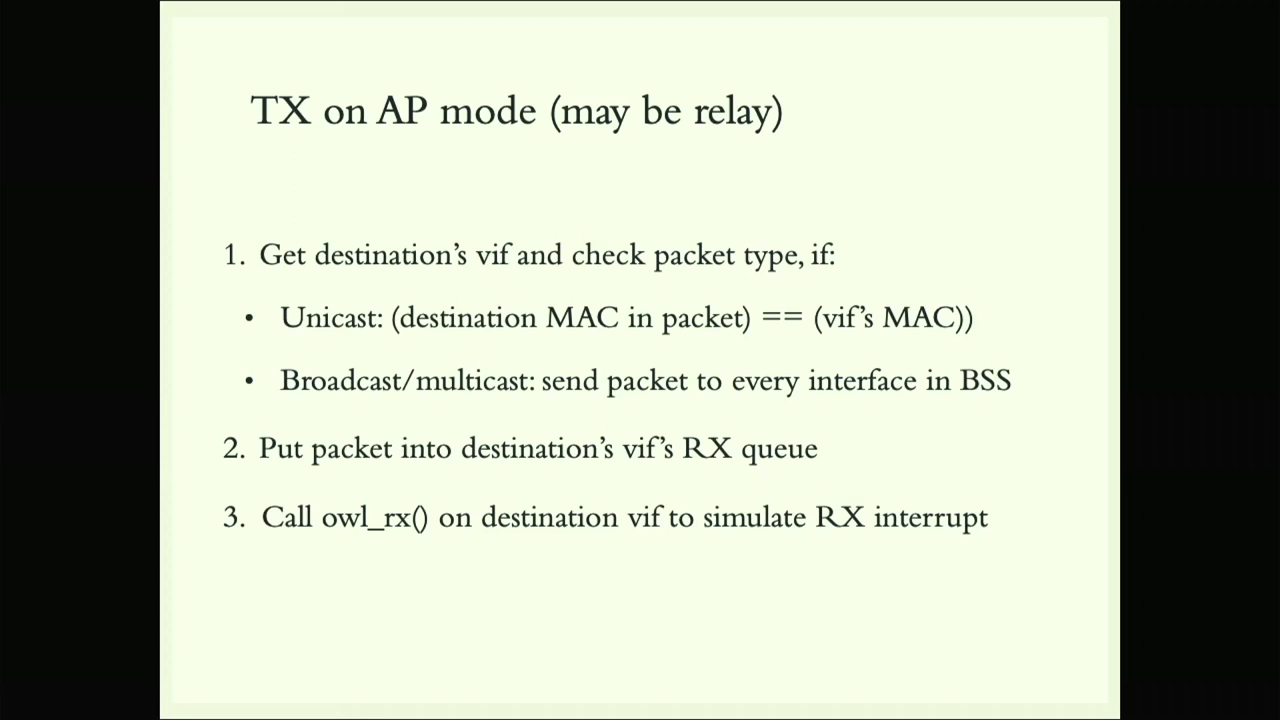 TX on AP mode (may be relay)
1. Get destination’s vif and check packet type, if:
• Unicast: (destination MAC in packet) == (vif’s MAC))
• Broadcast/multicast: send packet to every interface in BSS
2. Put packet into destination’s vif’s RX queue
3. Call owl_rx() on destination vif to simulate RX interrupt